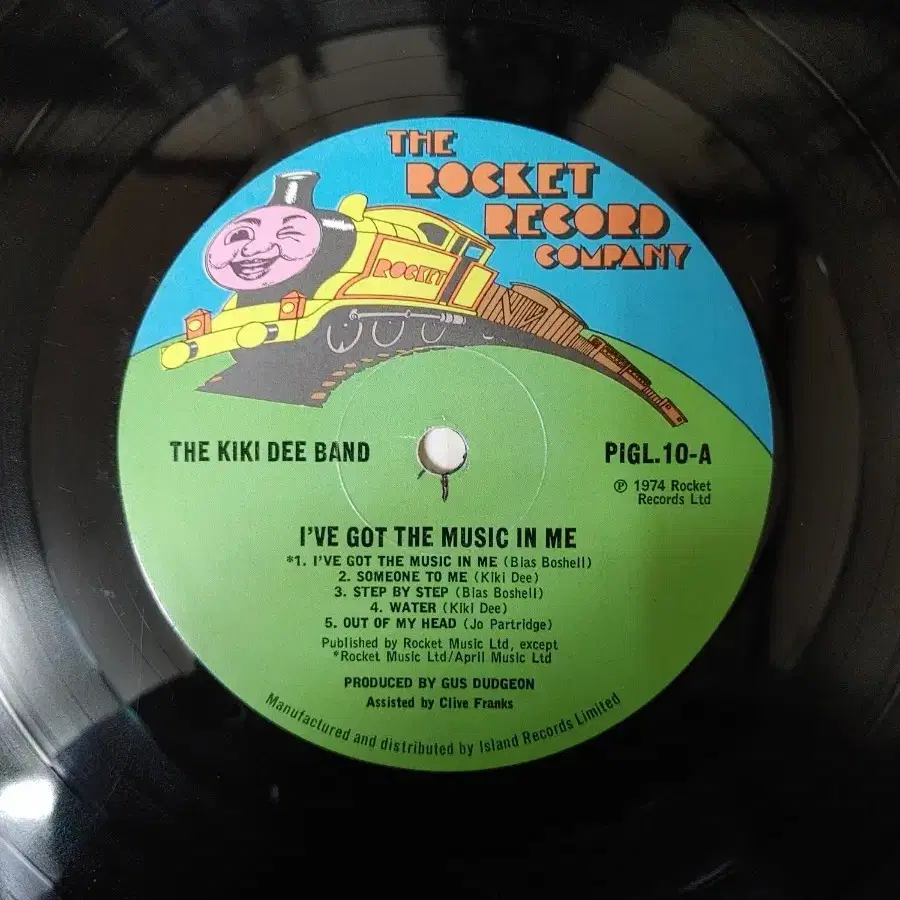 THE
ROCKET
RECORD
COMPANY
ROCKET
THE KIKI DEE BAND
PIGL.10-A
℗ 1974 Rocket
Records Ltd
I'VE GOT THE MUSIC IN ME
*1. I'VE GOT THE MUSIC IN ME (Bias Boshell)
2. SOMEONE TO ME (Kiki Dee)
3. STEP BY STEP (Bias Boshell)
4. WATER (Kiki Dee)
5. OUT OF MY HEAD (Jo Partridge)
Published by Rocket Music Ltd, except
*Rocket Music Ltd/April Music Ltd
PRODUCED BY GUS DUDGEON
Assisted by Clive Franks
Manufactured and distributed by Island Records Limited